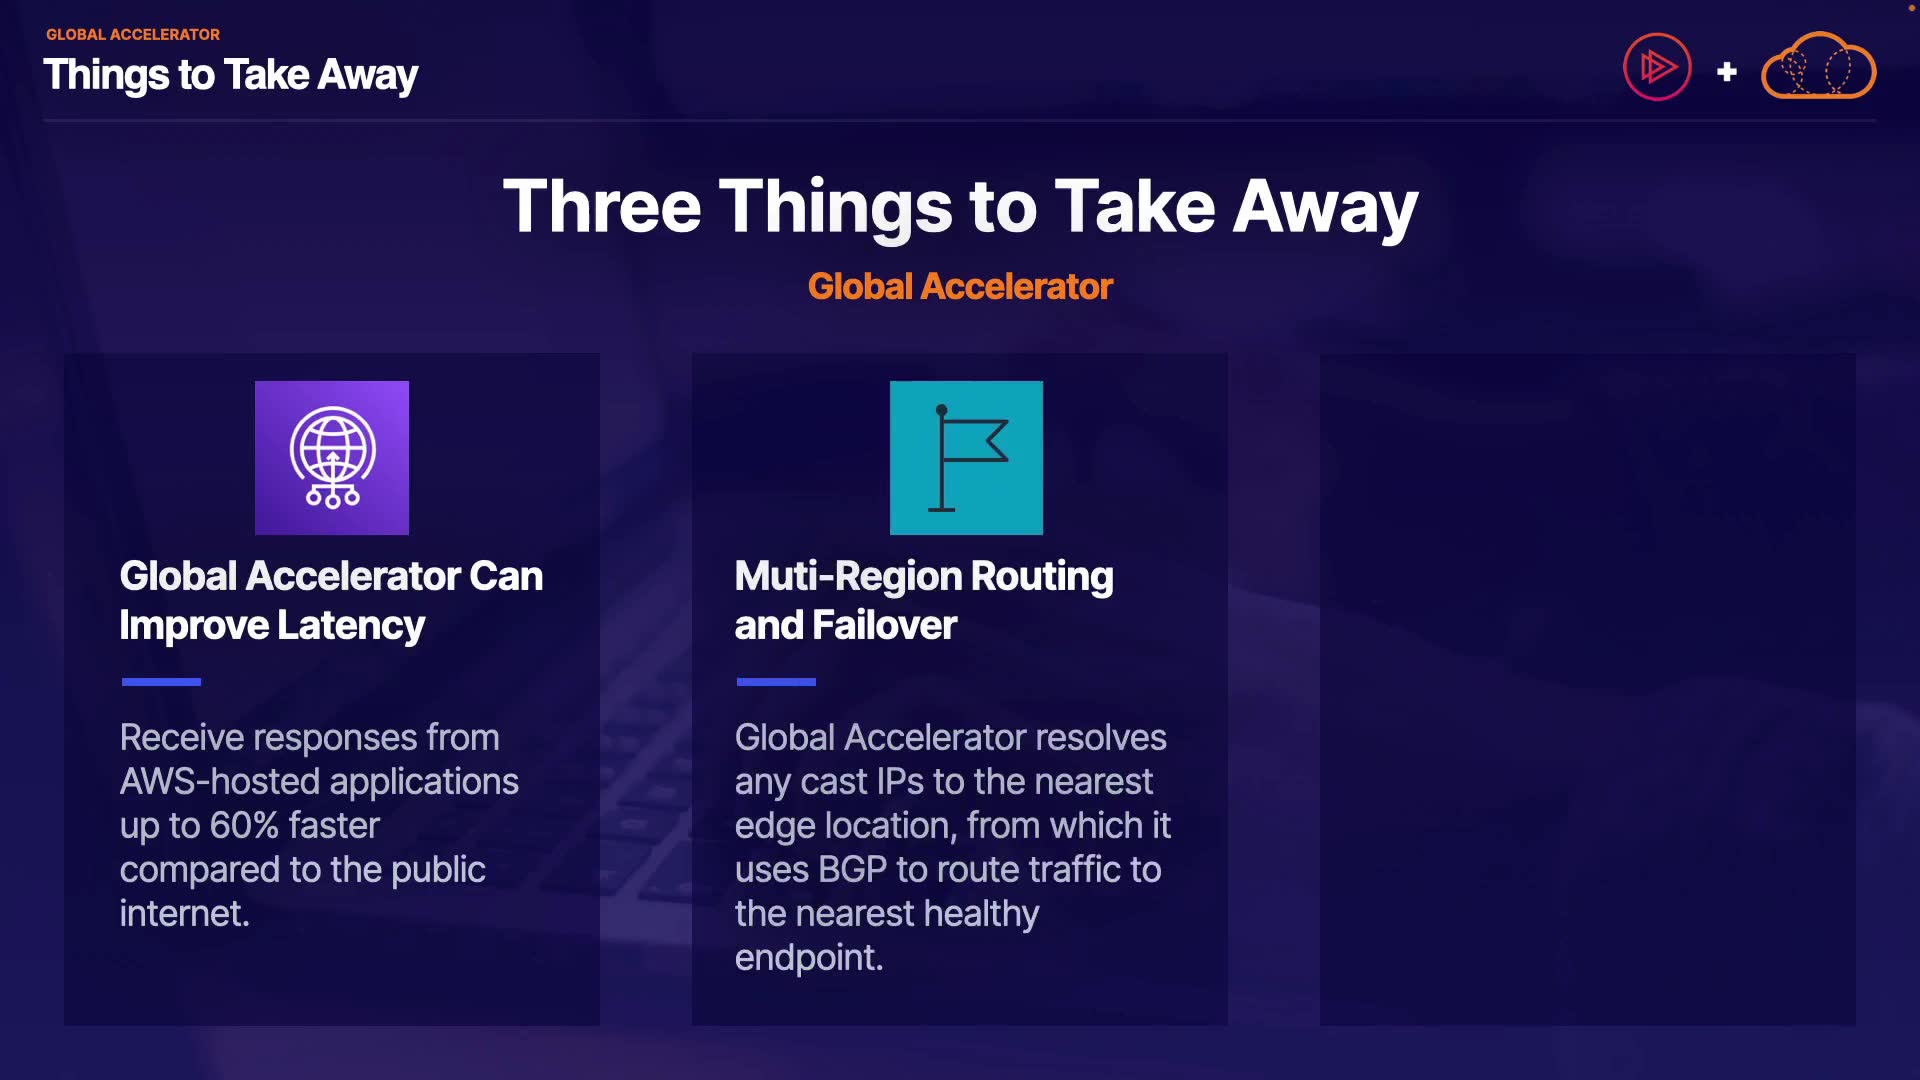 GLOBAL ACCELERATOR
Things to Take Away
Three Things to Take Away
Global Accelerator
Global Accelerator Can
Improve Latency
Receive responses from
AWS-hosted applications
up to 60% faster
compared to the public
internet.
Muti-Region Routing
and Failover
Global Accelerator resolves
any cast IPs to the nearest
edge location, from which it
uses BGP to route traffic to
the nearest healthy
endpoint.